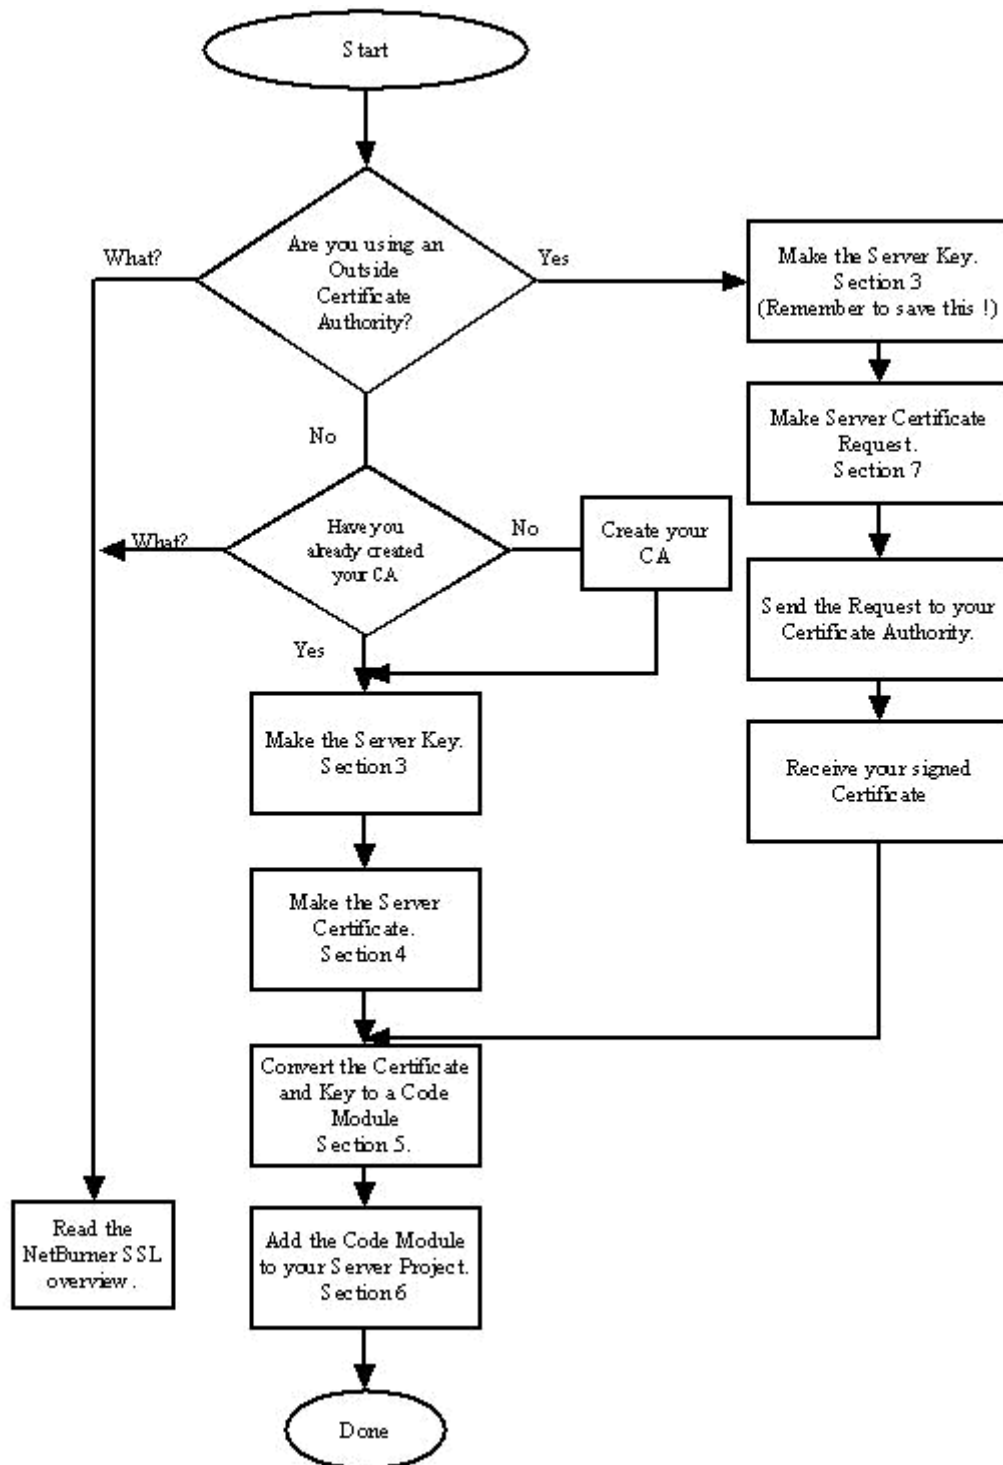 Start
Are you using an
Outside
Certificate
Authority?
What?
Yes
Make the Server Key.
Section 3
(Remember to save this !)
Make Server Certificate
Request.
Section 7
No
Have you
already created
your CA
What?
No
Create your
CA
Send the Request to your
Certificate Authority.
Yes
Make the Server Key.
Section 3
Receive your signed
Certificate
Make the Server
Certificate.
Section 4
Convert the Certificate
and Key to a Code
Module
Section 5.
Read the
NetBurner SSL
overview.
Add the Code Module
to your Server Project.
Section 6
Done